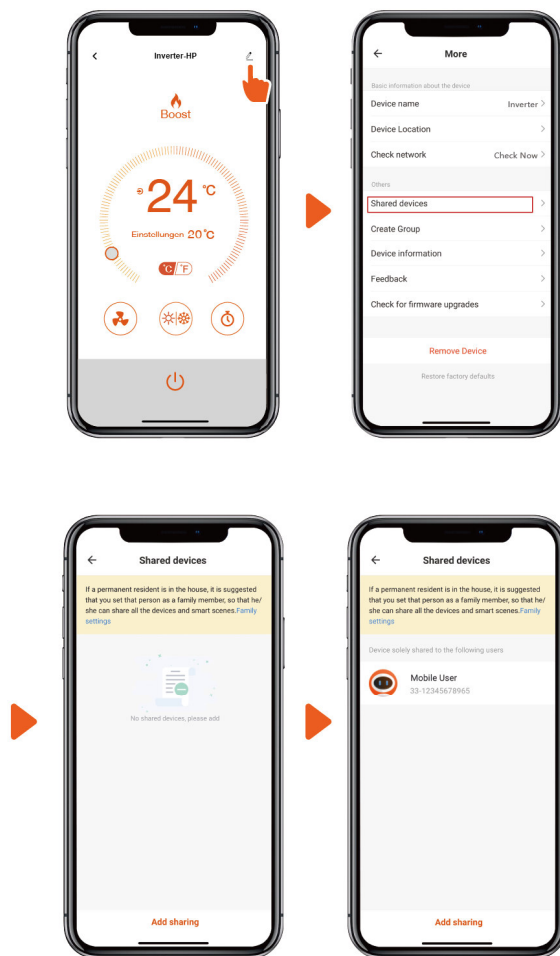 Inverter-HP
Boost
24 °C
Einstellungen 20°C
°C/°F
More
Basic information about the device
Device name Inverter
Device Location
Check network Check Now
Others
Shared devices
Create Group
Device information
Feedback
Check for firmware upgrades
Remove Device
Restore factory defaults
Shared devices
If a permanent resident is in the house, it is suggested
that you set that person as a family member, so that he/
she can share all the devices and smart scenes.Family
settings
No shared devices, please add
Add sharing
Shared devices
If a permanent resident is in the house, it is suggested
that you set that person as a family member, so that he/
she can share all the devices and smart scenes.Family
settings
Device solely shared to the following users
Mobile User
33-12345678965
Add sharing